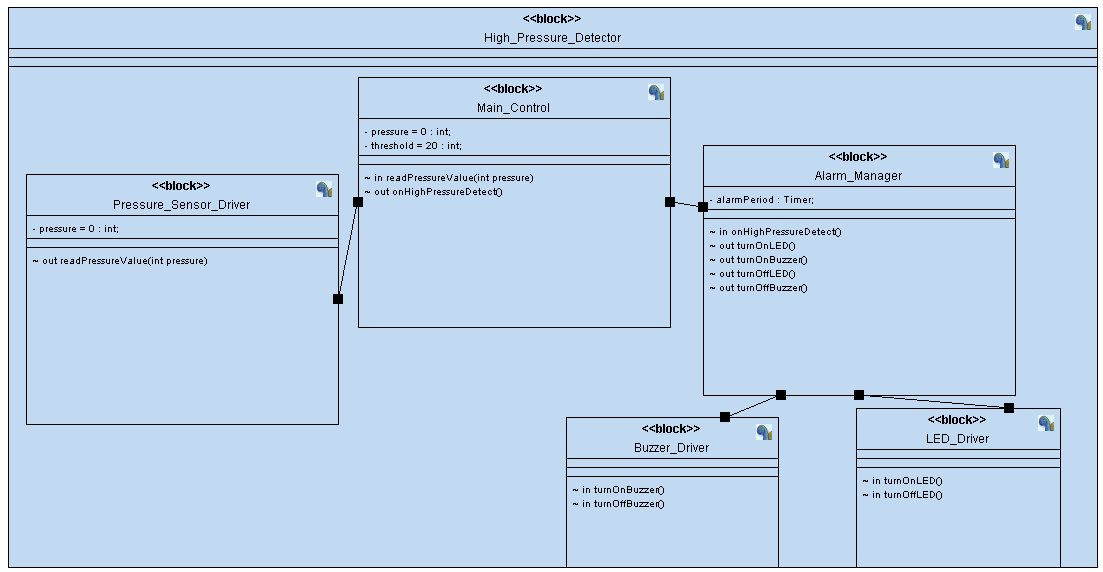 <<block>>
High_Pressure_Detector
<<block>>
Main_Control
- pressure = 0 : int;
- threshold = 20 : int;
~ in readPressureValue(int pressure)
~ out onHighPressureDetect()
<<block>>
Alarm_Manager
- alarmPeriod : Timer;
~ in onHighPressureDetect()
~ out turnOnLED()
~ out turnOnBuzzer()
~ out turnOffLED()
~ out turnOffBuzzer()
<<block>>
Pressure_Sensor_Driver
- pressure = 0 : int;
~ out readPressureValue(int pressure)
<<block>>
Buzzer_Driver
~ in turnOnBuzzer()
~ in turnOffBuzzer()
<<block>>
LED_Driver
~ in turnOnLED()
~ in turnOffLED()